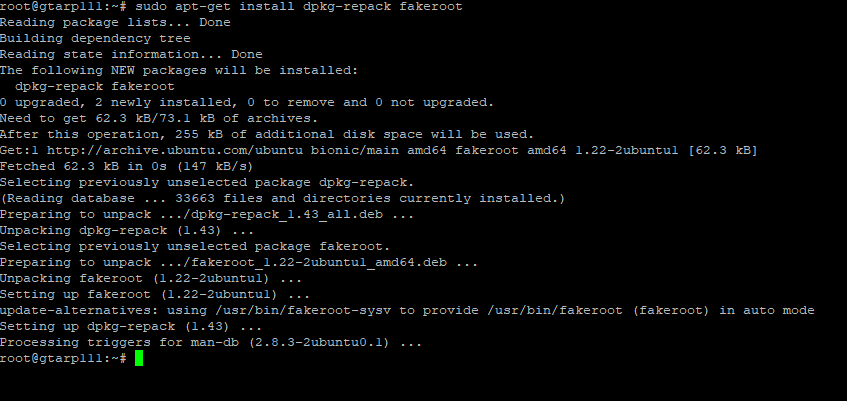 root@gtarp111:~# sudo apt-get install dpkg-repack fakeroot
Reading package lists... Done
Building dependency tree
Reading state information... Done
The following NEW packages will be installed:
  dpkg-repack fakeroot
0 upgraded, 2 newly installed, 0 to remove and 0 not upgraded.
Need to get 62.3 kB/73.1 kB of archives.
After this operation, 255 kB of additional disk space will be used.
Get:1 http://archive.ubuntu.com/ubuntu bionic/main amd64 fakeroot amd64 1.22-2ubuntu1 [62.3 kB]
Fetched 62.3 kB in 0s (147 kB/s)
Selecting previously unselected package dpkg-repack.
(Reading database ... 33663 files and directories currently installed.)
Preparing to unpack .../dpkg-repack_1.43_all.deb ...
Unpacking dpkg-repack (1.43) ...
Selecting previously unselected package fakeroot.
Preparing to unpack .../fakeroot_1.22-2ubuntu1_amd64.deb ...
Unpacking fakeroot (1.22-2ubuntu1) ...
Setting up fakeroot (1.22-2ubuntu1) ...
update-alternatives: using /usr/bin/fakeroot-sysv to provide /usr/bin/fakeroot (fakeroot) in auto mode
Setting up dpkg-repack (1.43) ...
Processing triggers for man-db (2.8.3-2ubuntu0.1) ...
root@gtarp111:~#